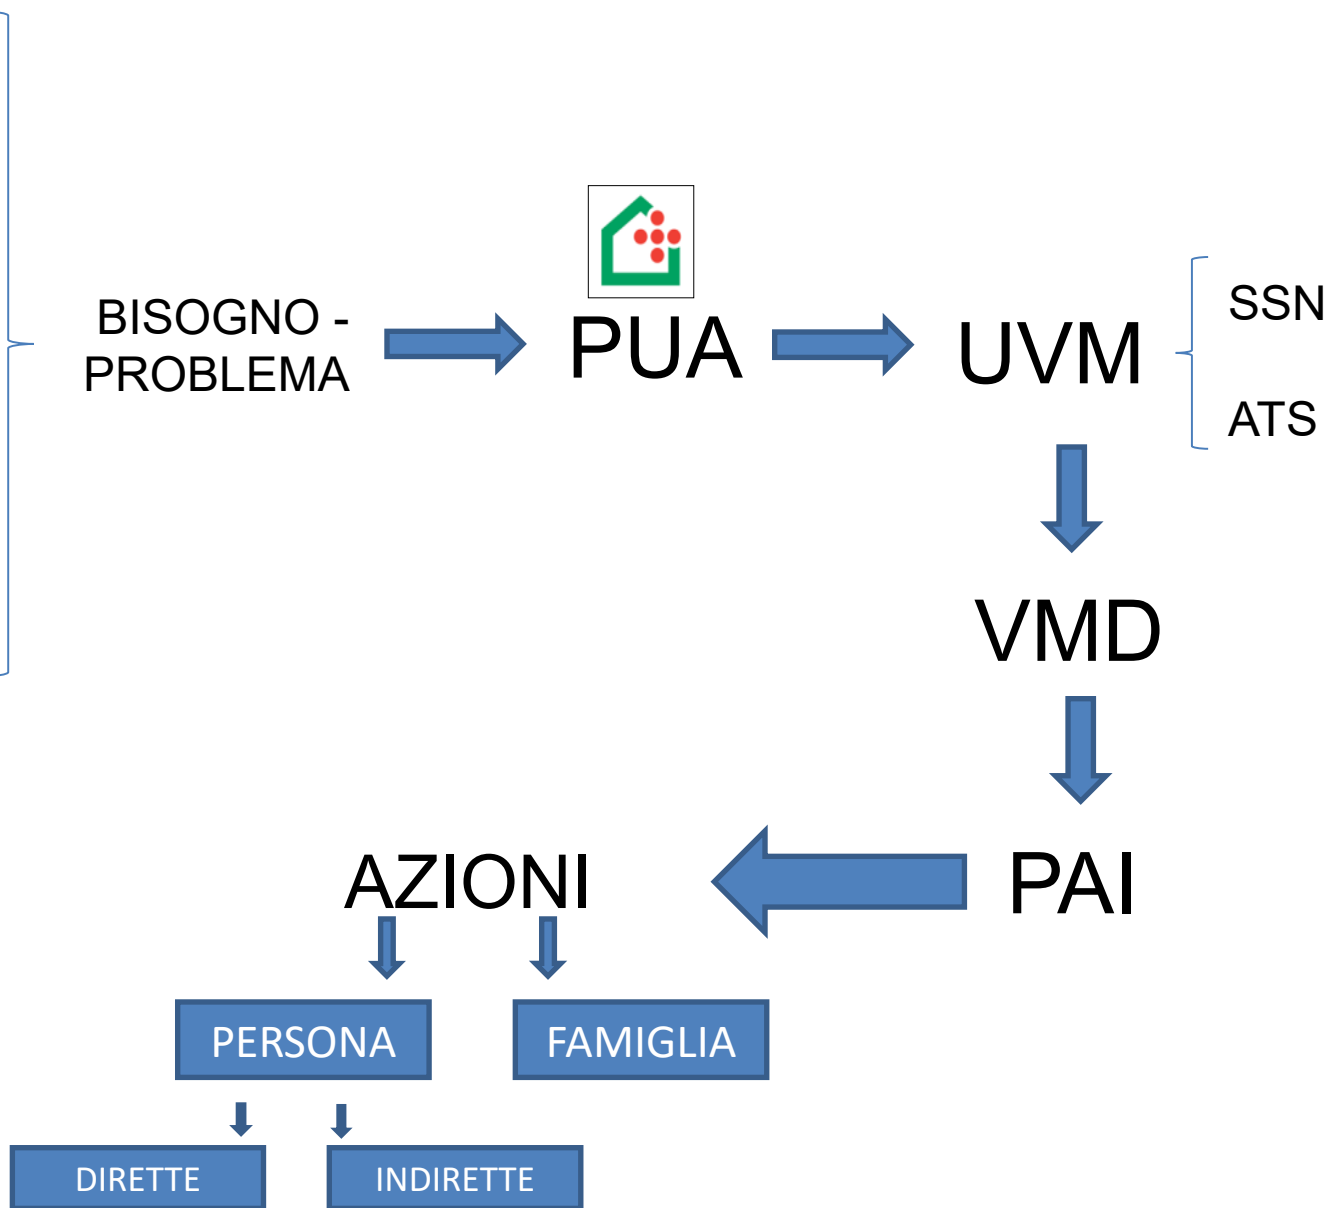 BISOGNO -
PROBLEMA
PUA
UVM
SSN
ATS
VMD
PAI
AZIONI
PERSONA
FAMIGLIA
DIRETTE
INDIRETTE